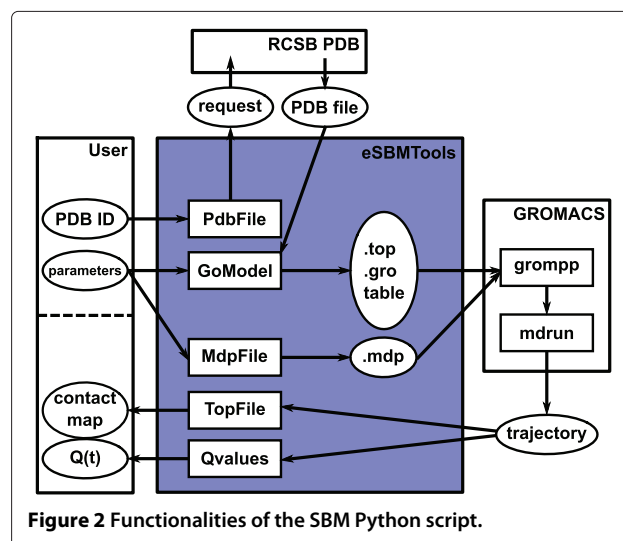 RCSB PDB
request
PDB file
User
eSBMTools
PDB ID
PdbFile
parameters
GoModel
.top
.gro
table
GROMACS
grompp
mdrun
MdpFile
.mdp
contact
map
TopFile
Q(t)
Qvalues
trajectory
Figure 2 Functionalities of the SBM Python script.